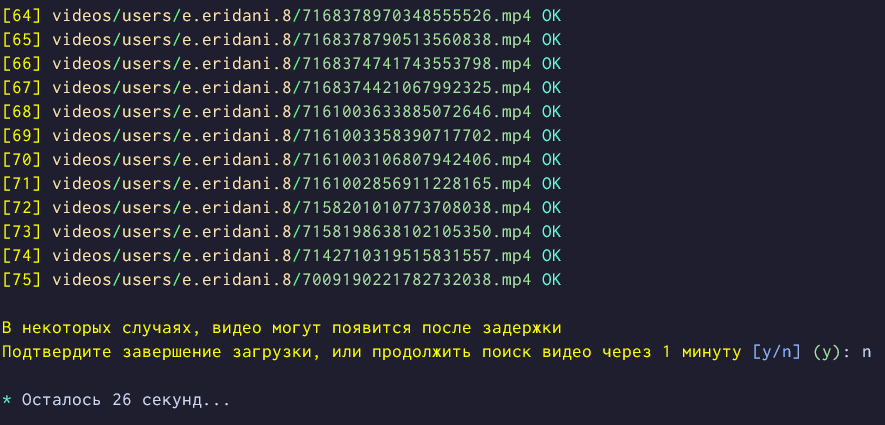 [64] videos/users/e.eridani.8/7168378970348555526.mp4 OK
[65] videos/users/e.eridani.8/7168378790513560838.mp4 OK
[66] videos/users/e.eridani.8/7168374741743553798.mp4 OK
[67] videos/users/e.eridani.8/7168374421067992325.mp4 OK
[68] videos/users/e.eridani.8/7161003633885072646.mp4 OK
[69] videos/users/e.eridani.8/7161003358390717702.mp4 OK
[70] videos/users/e.eridani.8/7161003106807942406.mp4 OK
[71] videos/users/e.eridani.8/7161002856911228165.mp4 OK
[72] videos/users/e.eridani.8/7158201010773708038.mp4 OK
[73] videos/users/e.eridani.8/7158198638102105350.mp4 OK
[74] videos/users/e.eridani.8/7142710319515831557.mp4 OK
[75] videos/users/e.eridani.8/7009190221782732038.mp4 OK
В некоторых случаях, видео могут появится после задержки
Подтвердите завершение загрузки, или продолжить поиск видео через 1 минуту [y/n] (y): n
* Осталось 26 секунд...